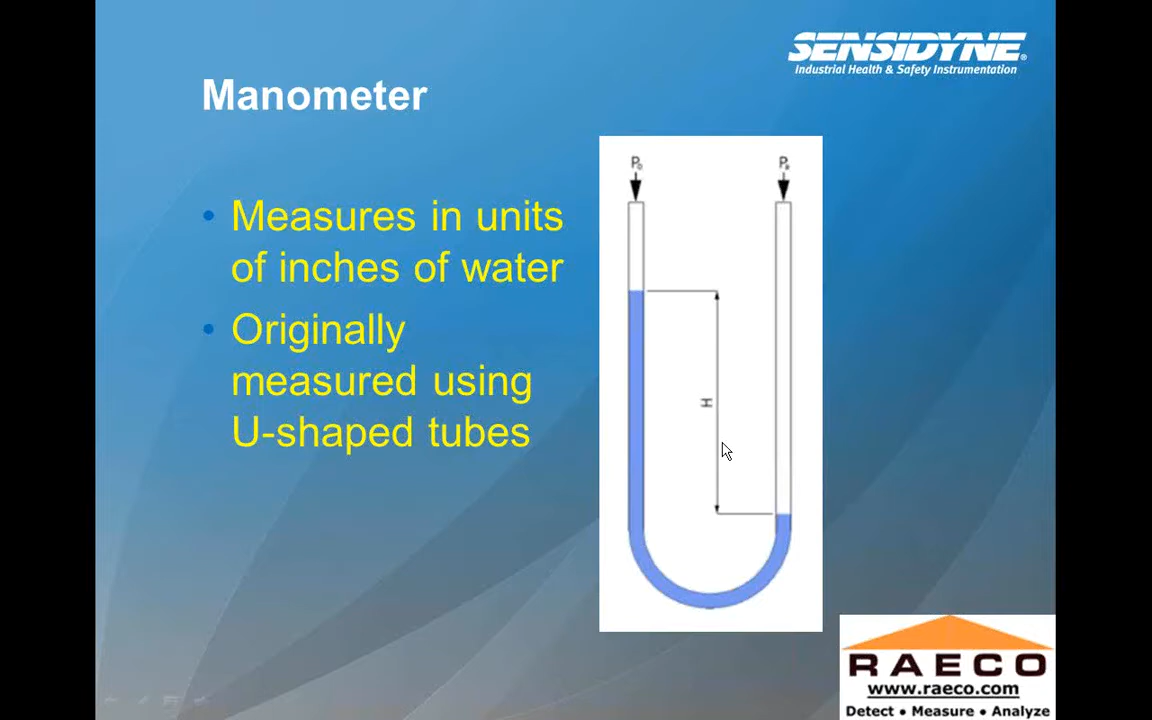 SENSIDYNE®
Industrial Health & Safety Instrumentation
Manometer
• Measures in units
of inches of water
• Originally
measured using
U-shaped tubes
P₀
Pₐ
H
RAECO
www.raeco.com
Detect • Measure • Analyze